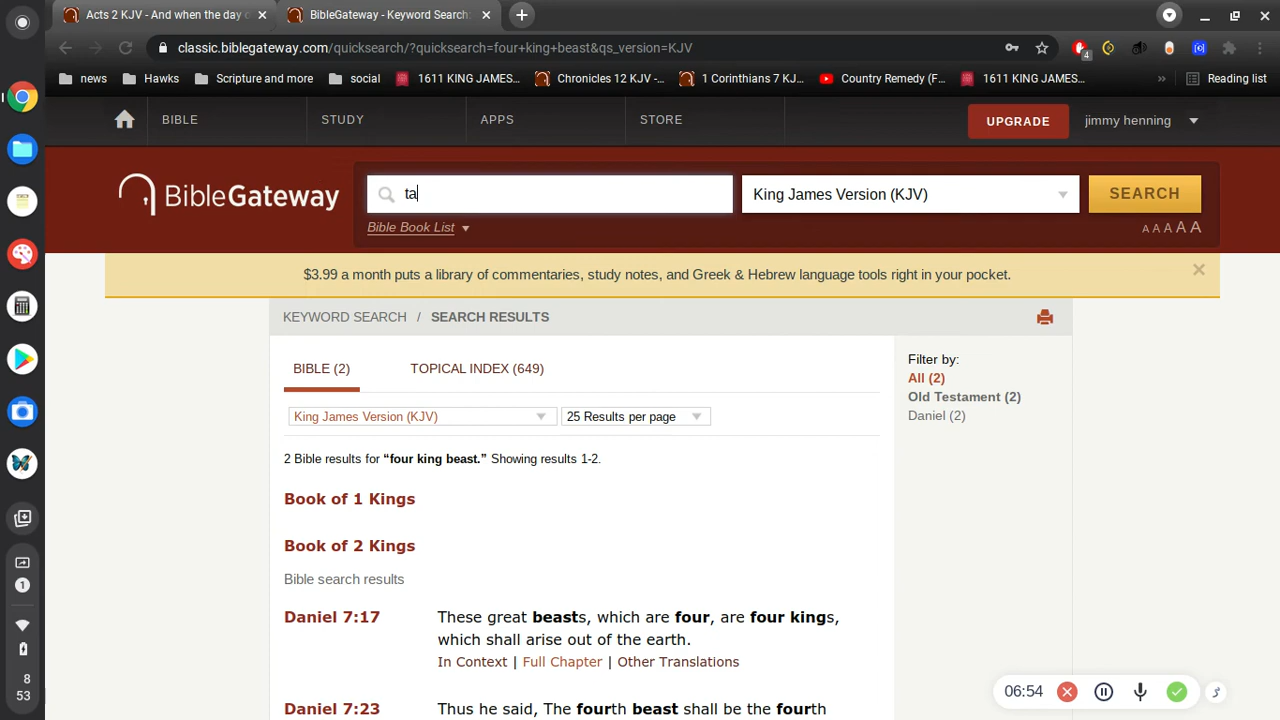 Acts 2 KJV - And when the day o
BibleGateway - Keyword Search:
classic.biblegateway.com/quicksearch/?quicksearch=four+king+beast&qs_version=KJV
4
news
Hawks
Scripture and more
social
1611 KING JAMES...
Chronicles 12 KJV -...
1 Corinthians 7 KJ...
Country Remedy (F...
1611 KING JAMES...
»
Reading list
BIBLE
STUDY
APPS
STORE
UPGRADE
jimmy henning
BibleGateway
ta
King James Version (KJV)
SEARCH
Bible Book List
A A A A A
$3.99 a month puts a library of commentaries, study notes, and Greek & Hebrew language tools right in your pocket.
KEYWORD SEARCH / SEARCH RESULTS
BIBLE (2)
TOPICAL INDEX (649)
King James Version (KJV)
25 Results per page
2 Bible results for “four king beast.” Showing results 1-2.
Book of 1 Kings
Book of 2 Kings
Bible search results
Daniel 7:17
These great beasts, which are four, are four kings,
which shall arise out of the earth.
In Context | Full Chapter | Other Translations
Daniel 7:23
Thus he said, The fourth beast shall be the fourth
Filter by:
All (2)
Old Testament (2)
Daniel (2)
1
8
53
06:54